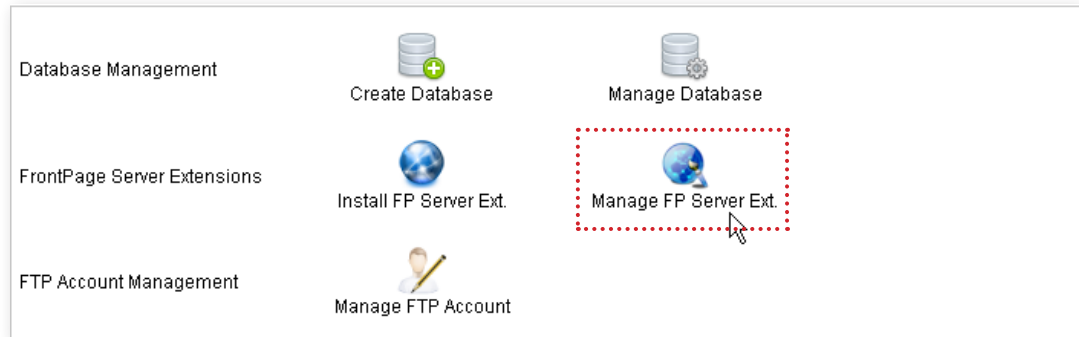 Database Management
Create Database
Manage Database
FrontPage Server Extensions
Install FP Server Ext.
Manage FP Server Ext.
FTP Account Management
Manage FTP Account